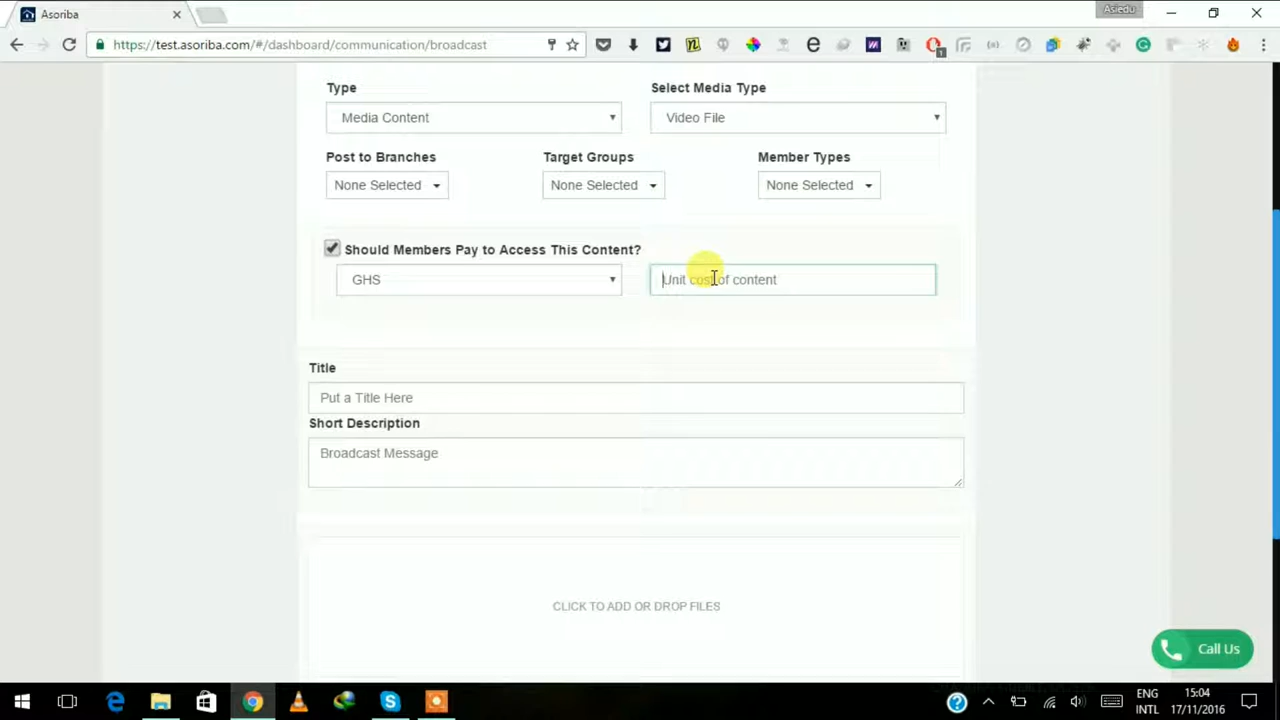 Asoriba
Asiedu
https://test.asoriba.com/#/dashboard/communication/broadcast
1
Type
Select Media Type
Media Content
Video File
Post to Branches
Target Groups
Member Types
None Selected
None Selected
None Selected
Should Members Pay to Access This Content?
GHS
Unit cost of content
Title
Put a Title Here
Short Description
Broadcast Message
CLICK TO ADD OR DROP FILES
Call Us
ENG
INTL
15:04
17/11/2016